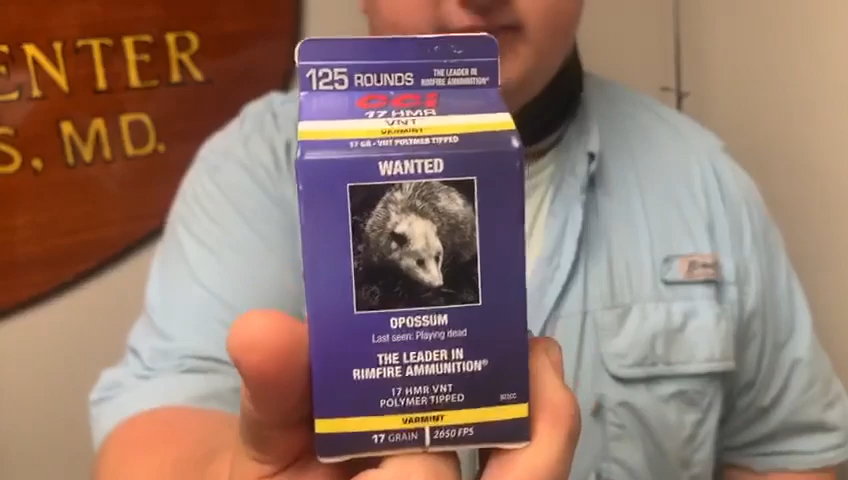 ENTER
S, MD.
125 ROUNDS
THE LEADER IN
RIMFIRE AMMUNITION®
CCI
17 HMR
VNT
VARMINT
17 GR • VNT POLYMER TIPPED
WANTED
OPOSSUM
Last seen: Playing dead
THE LEADER IN
RIMFIRE AMMUNITION®
17 HMR VNT
POLYMER TIPPED
VARMINT
17 GRAIN
2650 FPS